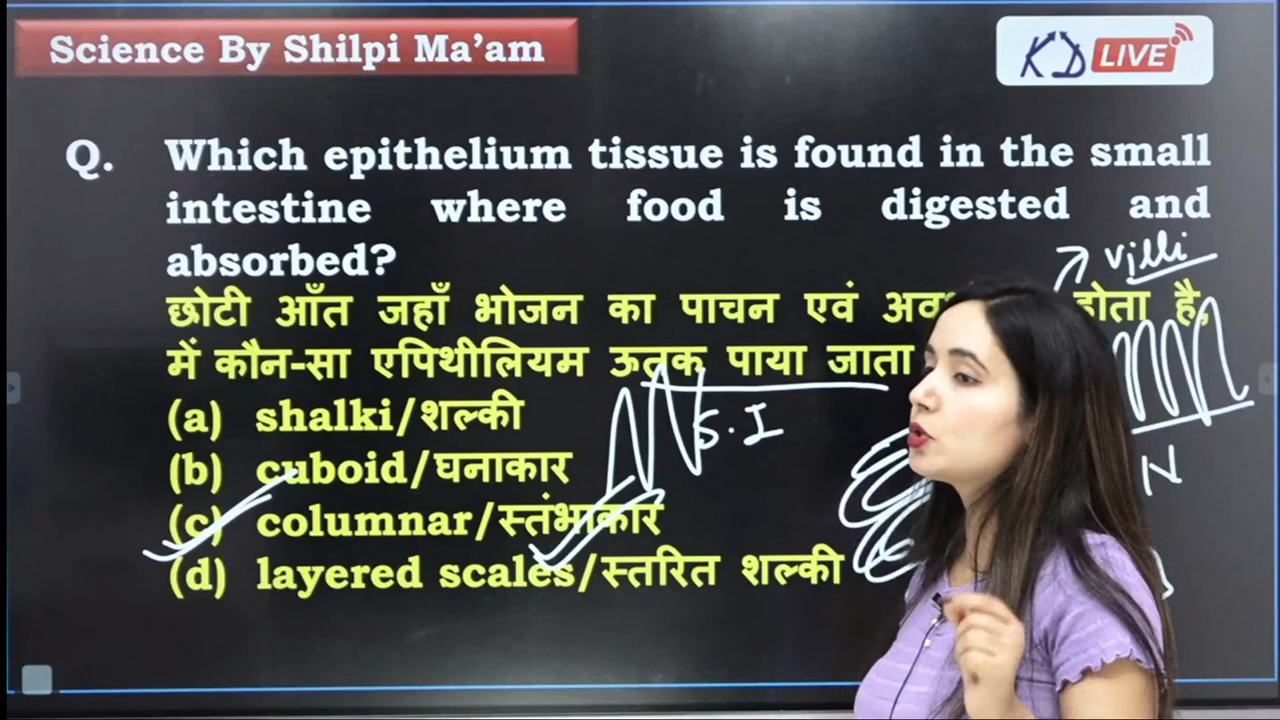 Science By Shilpi Ma’am
KD LIVE
Q. Which epithelium tissue is found in the small
intestine where food is digested and
absorbed?
villi
छोटी आँत जहाँ भोजन का पाचन एवं होता है,
में कौन-सा एपिथीलियम ऊतक पाया जाता
(a) shalki/शल्की
S.I
(b) cuboid/घनाकार
N
(c) columnar/स्तंभाकार
(d) layered scales/स्तरित शल्की